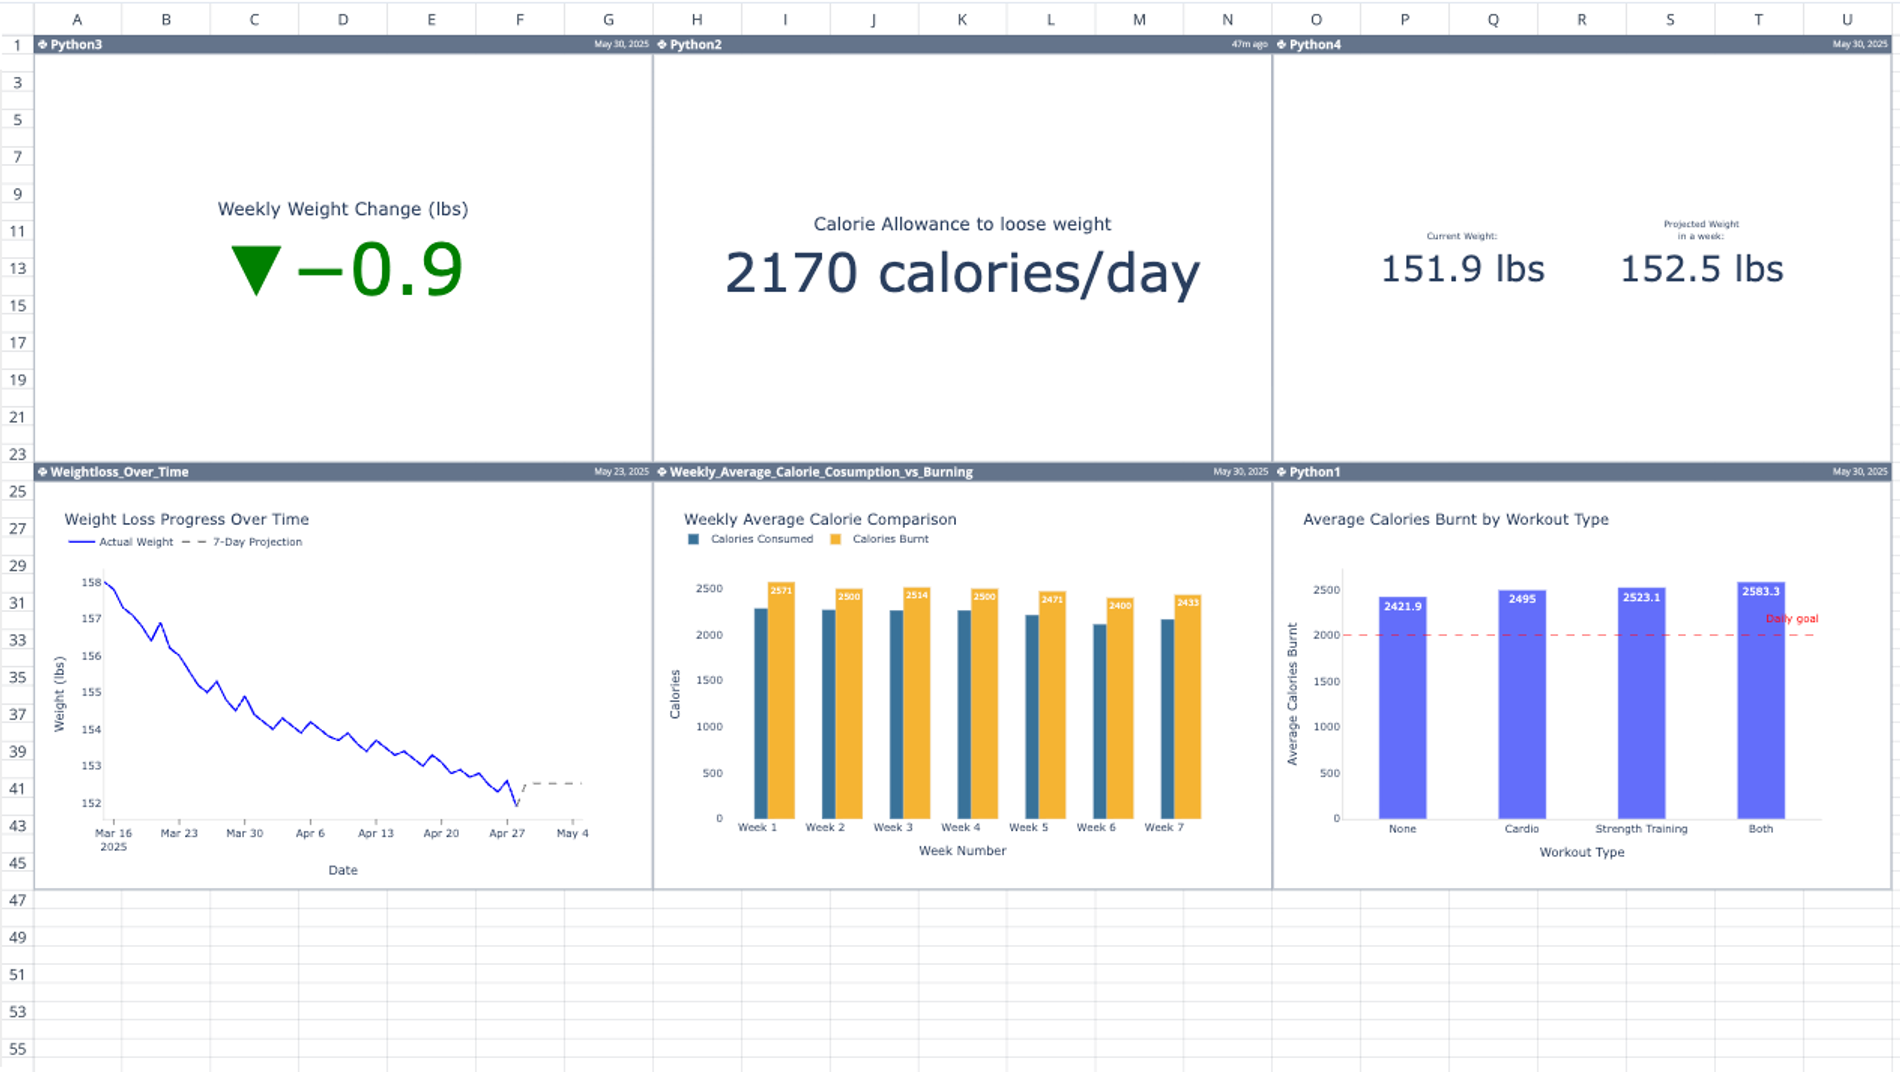 A B C D E F G H I J K L M N O P Q R S T U
1
3
5
7
9
11
13
15
17
19
21
23
25
27
29
31
33
35
37
39
41
43
45
47
49
51
53
55
Python3 May 30, 2025
Weekly Weight Change (lbs)
▼−0.9
Python2 47m ago
Calorie Allowance to loose weight
2170 calories/day
Python4 May 30, 2025
Current Weight:
151.9 lbs
Projected Weight
in a week:
152.5 lbs
Weightloss_Over_Time May 23, 2025
Weight Loss Progress Over Time
Actual Weight 7-Day Projection
Weight (lbs)
158
157
156
155
154
153
152
Mar 16 Mar 23 Mar 30 Apr 6 Apr 13 Apr 20 Apr 27 May 4
2025
Date
Weekly_Average_Calorie_Cosumption_vs_Burning May 30, 2025
Weekly Average Calorie Comparison
Calories Consumed Calories Burnt
Calories
2500
2000
1500
1000
500
0
2571 2500 2514 2500 2471 2400 2433
Week 1 Week 2 Week 3 Week 4 Week 5 Week 6 Week 7
Week Number
Python1 May 30, 2025
Average Calories Burnt by Workout Type
Average Calories Burnt
2500
2000
1500
1000
500
0
2421.9 2495 2523.1 2583.3
Daily goal
None Cardio Strength Training Both
Workout Type